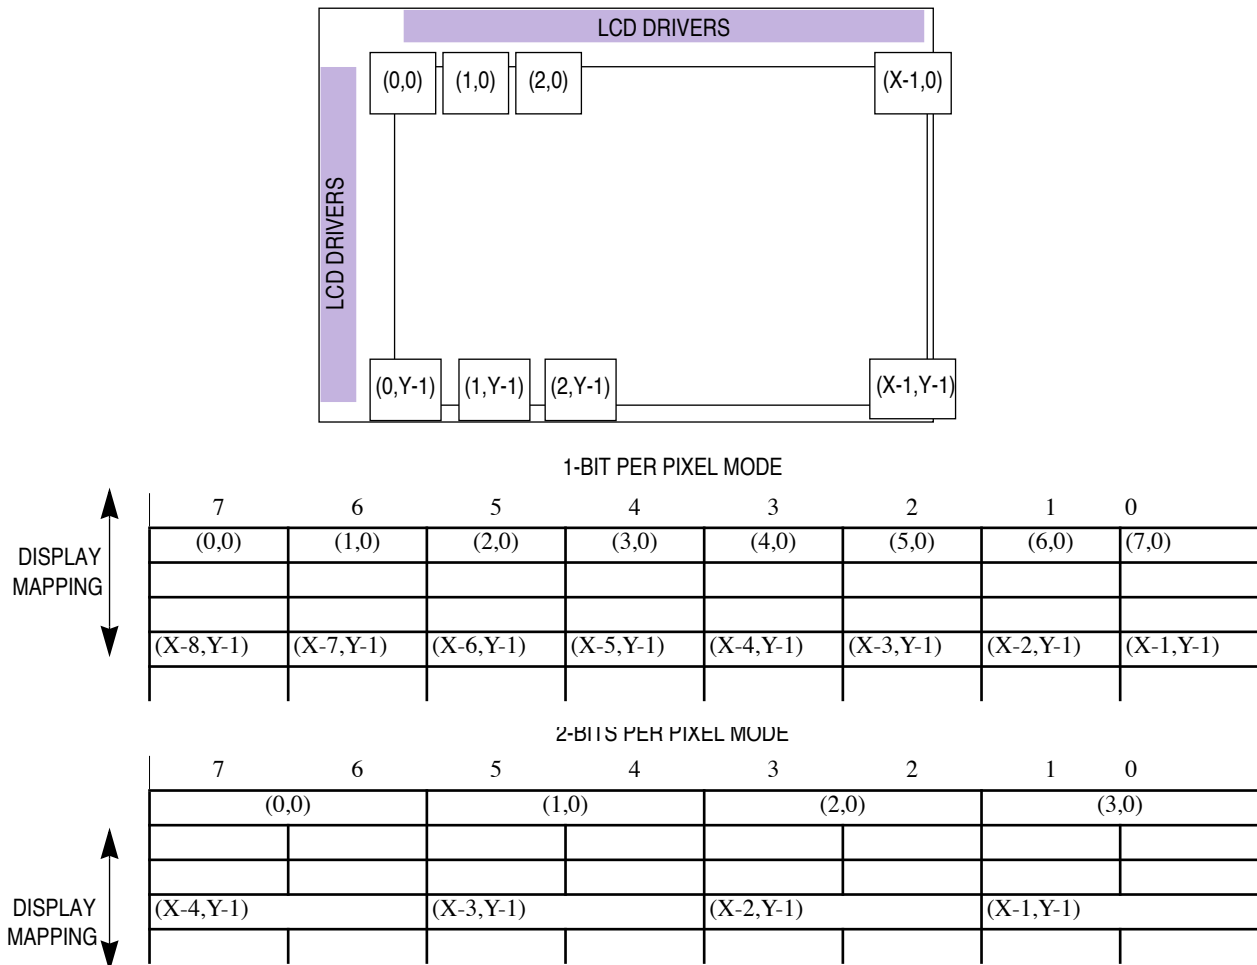 LCD DRIVERS
(0,0) (1,0) (2,0) (X-1,0)
LCD DRIVERS
(0,Y-1) (1,Y-1) (2,Y-1) (X-1,Y-1)
1-BIT PER PIXEL MODE
7 6 5 4 3 2 1 0
(0,0) (1,0) (2,0) (3,0) (4,0) (5,0) (6,0) (7,0)
DISPLAY
MAPPING
(X-8,Y-1) (X-7,Y-1) (X-6,Y-1) (X-5,Y-1) (X-4,Y-1) (X-3,Y-1) (X-2,Y-1) (X-1,Y-1)
2-BITS PER PIXEL MODE
7 6 5 4 3 2 1 0
(0,0) (1,0) (2,0) (3,0)
DISPLAY
MAPPING
(X-4,Y-1) (X-3,Y-1) (X-2,Y-1) (X-1,Y-1)